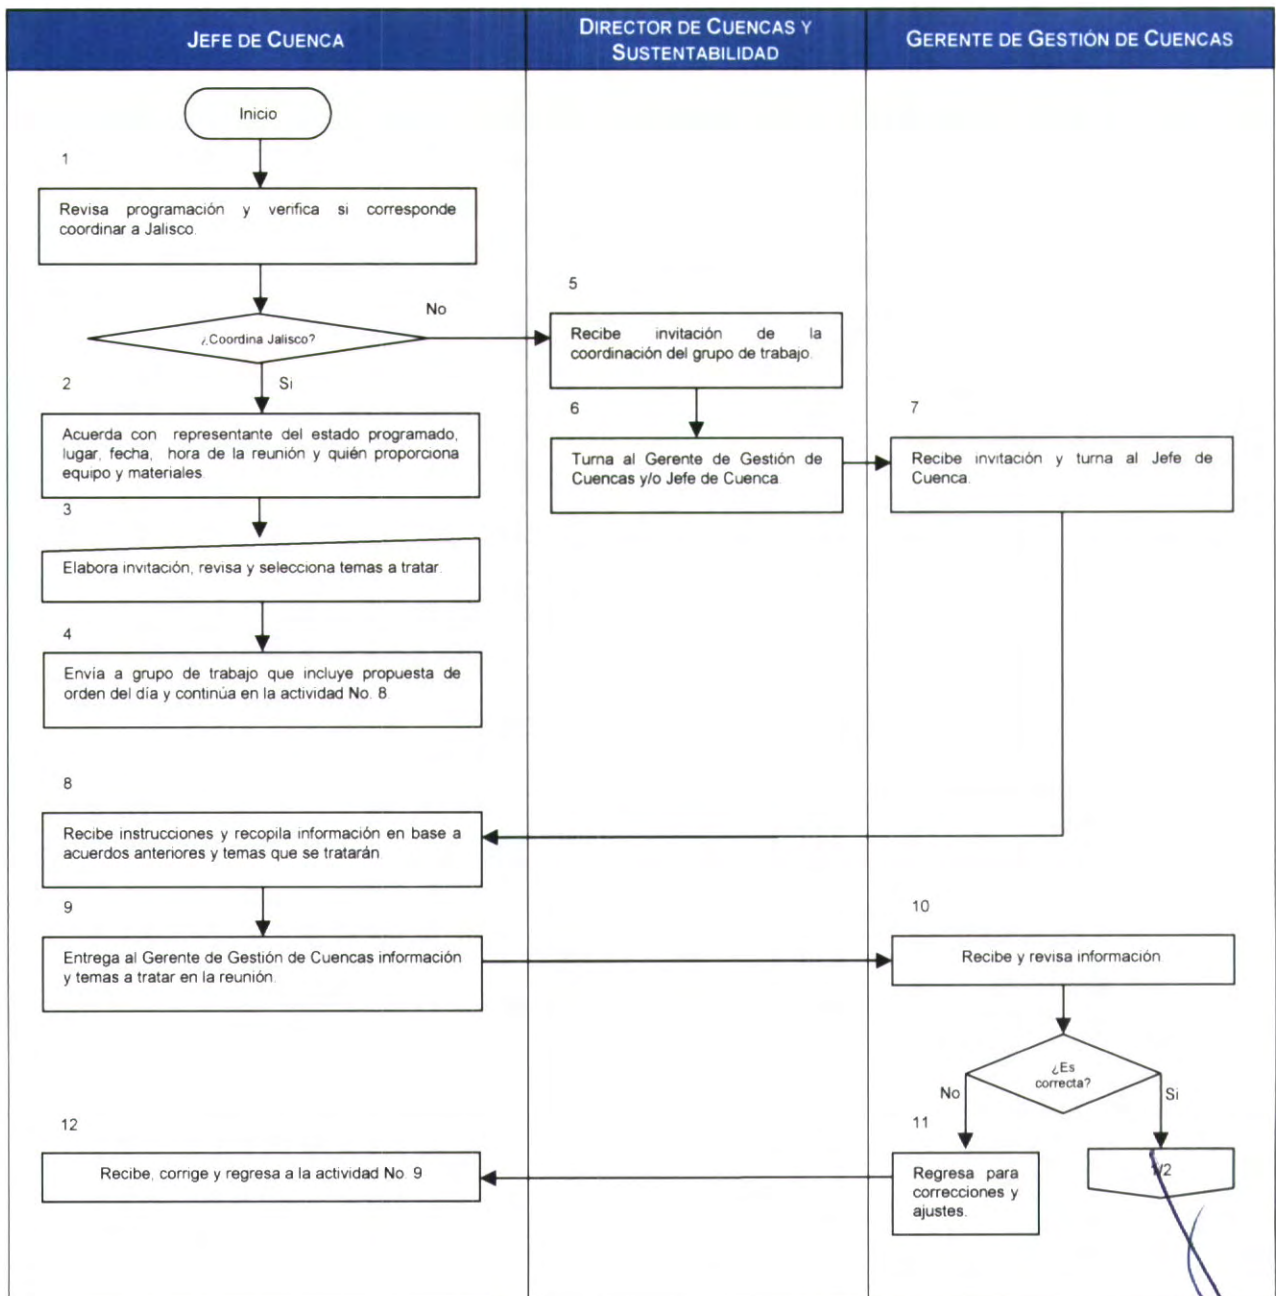 JEFE DE CUENCA
DIRECTOR DE CUENCAS Y
SUSTENTABILIDAD
GERENTE DE GESTIÓN DE CUENCAS
Inicio
1
Revisa programación y verifica si corresponde
coordinar a Jalisco.
¿Coordina Jalisco?
No
Si
2
Acuerda con representante del estado programado,
lugar, fecha, hora de la reunión y quién proporciona
equipo y materiales.
3
Elabora invitación, revisa y selecciona temas a tratar.
4
Envía a grupo de trabajo que incluye propuesta de
orden del día y continúa en la actividad No. 8
5
Recibe invitación de la
coordinación del grupo de trabajo.
6
Turna al Gerente de Gestión de
Cuencas y/o Jefe de Cuenca.
7
Recibe invitación y turna al Jefe de
Cuenca.
8
Recibe instrucciones y recopila información en base a
acuerdos anteriores y temas que se tratarán
9
Entrega al Gerente de Gestión de Cuencas información
y temas a tratar en la reunión.
10
Recibe y revisa información
¿Es
correcta?
No
Si
11
Regresa para
correcciones y
ajustes.
1/2
12
Recibe, corrige y regresa a la actividad No. 9